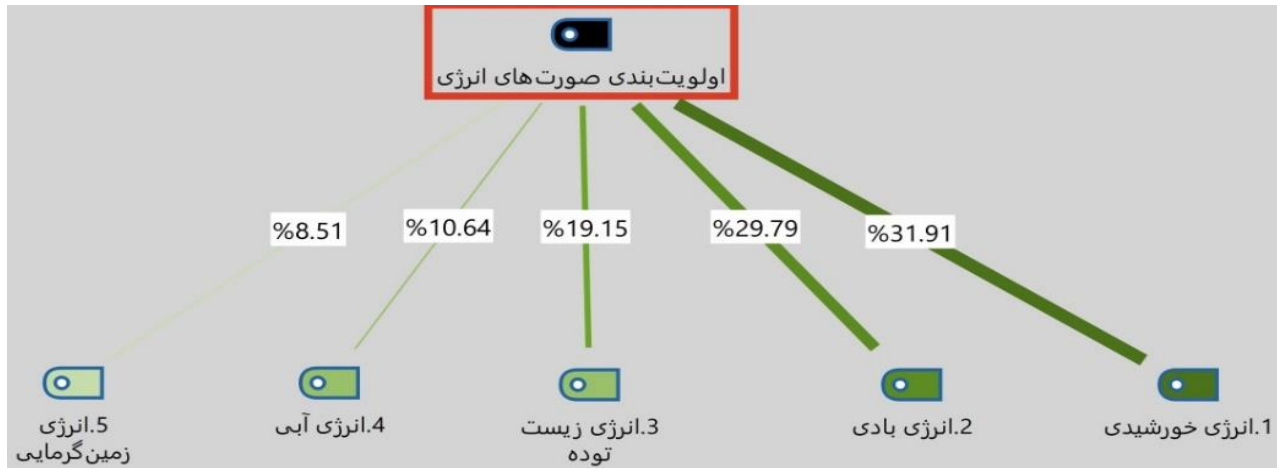 اولویت‌بندی صورت‌های انرژی
%31.91
%29.79
%19.15
%10.64
%8.51
1.انرژی خورشیدی
2.انرژی بادی
3.انرژی زیست
توده
4.انرژی آبی
5.انرژی
زمین‌گرمایی